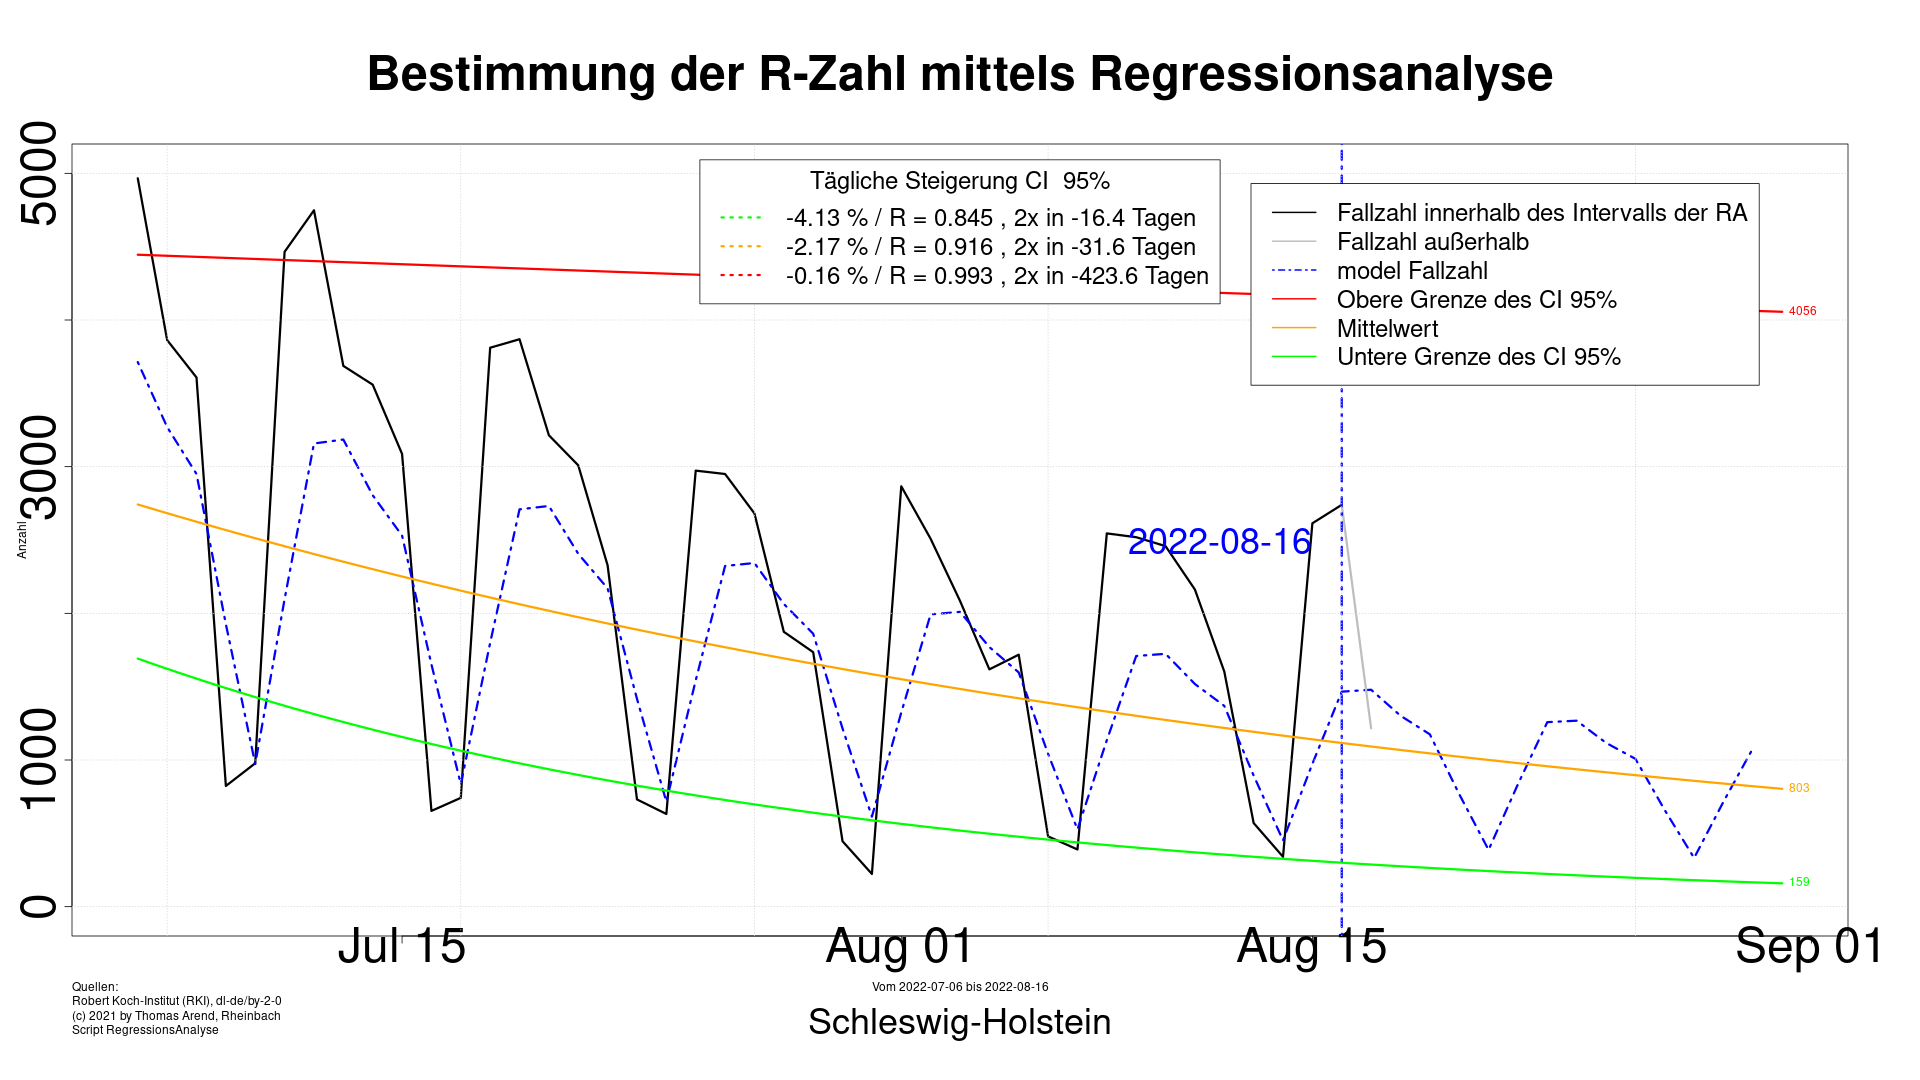 Bestimmung der R-Zahl mittels Regressionsanalyse
Anzahl
5000
3000
1000
0
Tägliche Steigerung CI  95%
-4.13 % / R = 0.845 , 2x in -16.4 Tagen
-2.17 % / R = 0.916 , 2x in -31.6 Tagen
-0.16 % / R = 0.993 , 2x in -423.6 Tagen
Fallzahl innerhalb des Intervalls der RA
Fallzahl außerhalb
model Fallzahl
Obere Grenze des CI 95%
Mittelwert
Untere Grenze des CI 95%
4056
2022-08-16
803
159
Jul 15
Aug 01
Aug 15
Sep 01
Quellen:
Robert Koch-Institut (RKI), dl-de/by-2-0
(c) 2021 by Thomas Arend, Rheinbach
Script RegressionsAnalyse
Vom 2022-07-06 bis 2022-08-16
Schleswig-Holstein